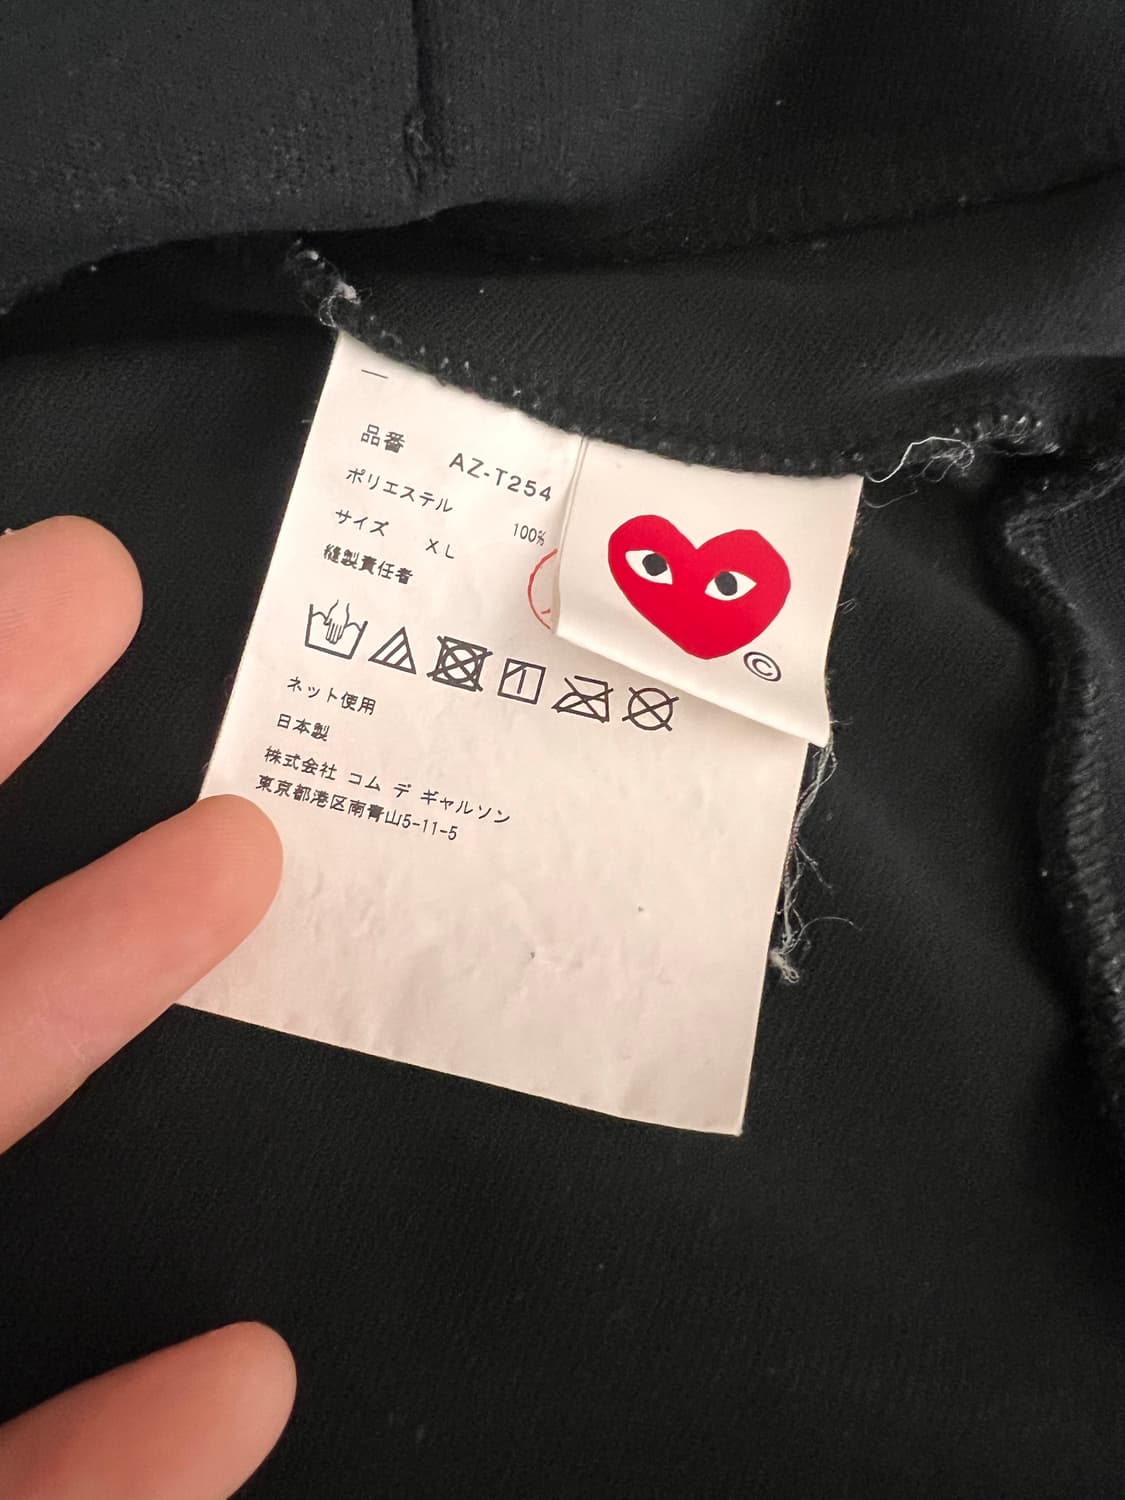 品番 AZ-T254
ポリエステル 100%
サイズ XL
縫製責任者
ネット使用
日本製
株式会社 コム デ ギャルソン
東京都港区南青山5-11-5
©